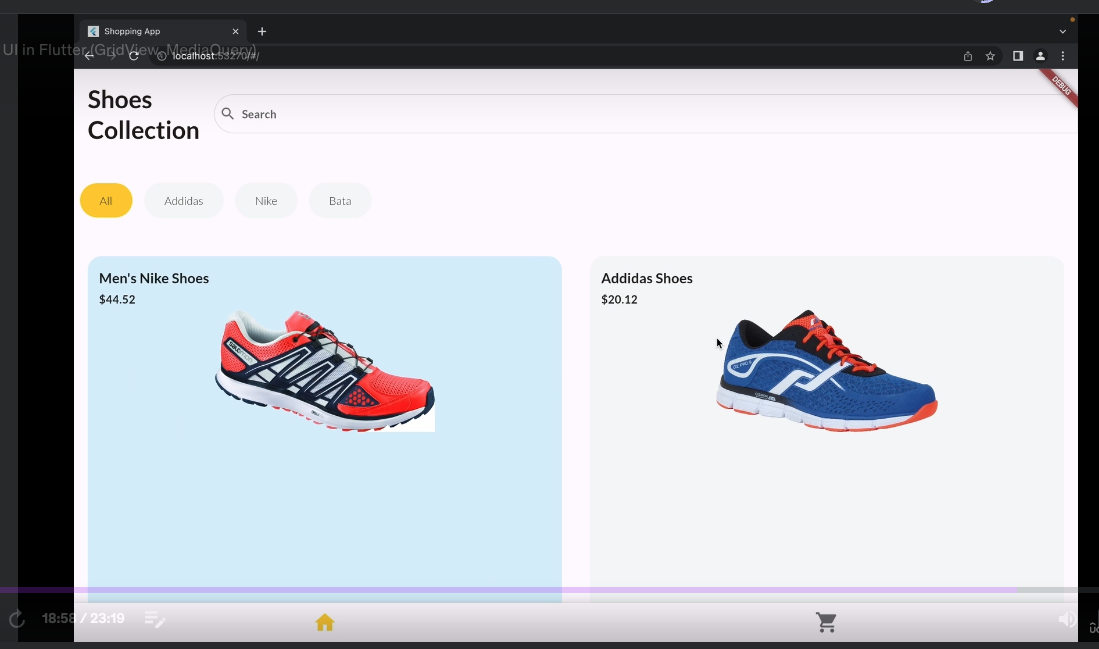 Shopping App
UI in Flutter (GridView, MediaQuery)
localhost:53270/#/
DEBUG
Shoes
Collection
Search
All
Addidas
Nike
Bata
Men's Nike Shoes
$44.52
Addidas Shoes
$20.12
18:58 / 23:19